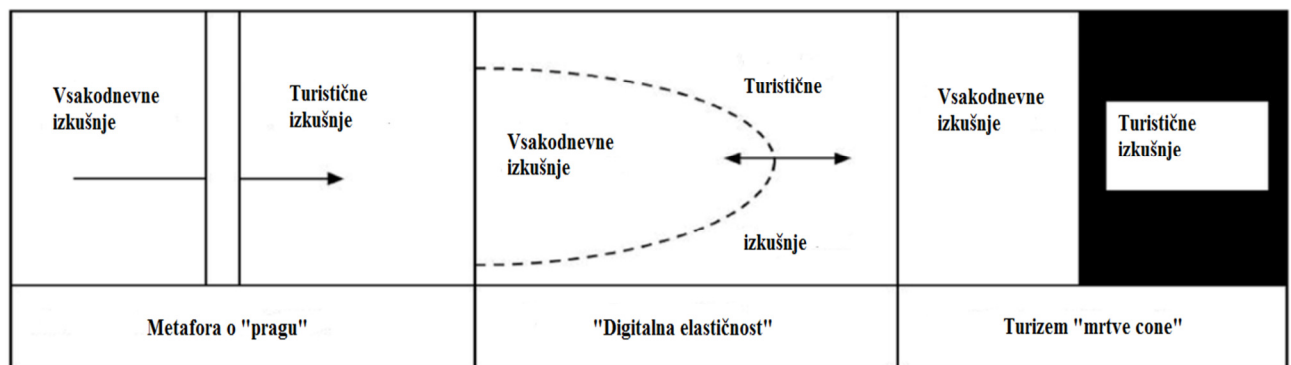 Vsakodnevne
izkušnje
Turistične
izkušnje
Vsakodnevne
izkušnje
Turistične
izkušnje
Vsakodnevne
izkušnje
Turistične
izkušnje
Metafora o "pragu"
"Digitalna elastičnost"
Turizem "mrtve cone"